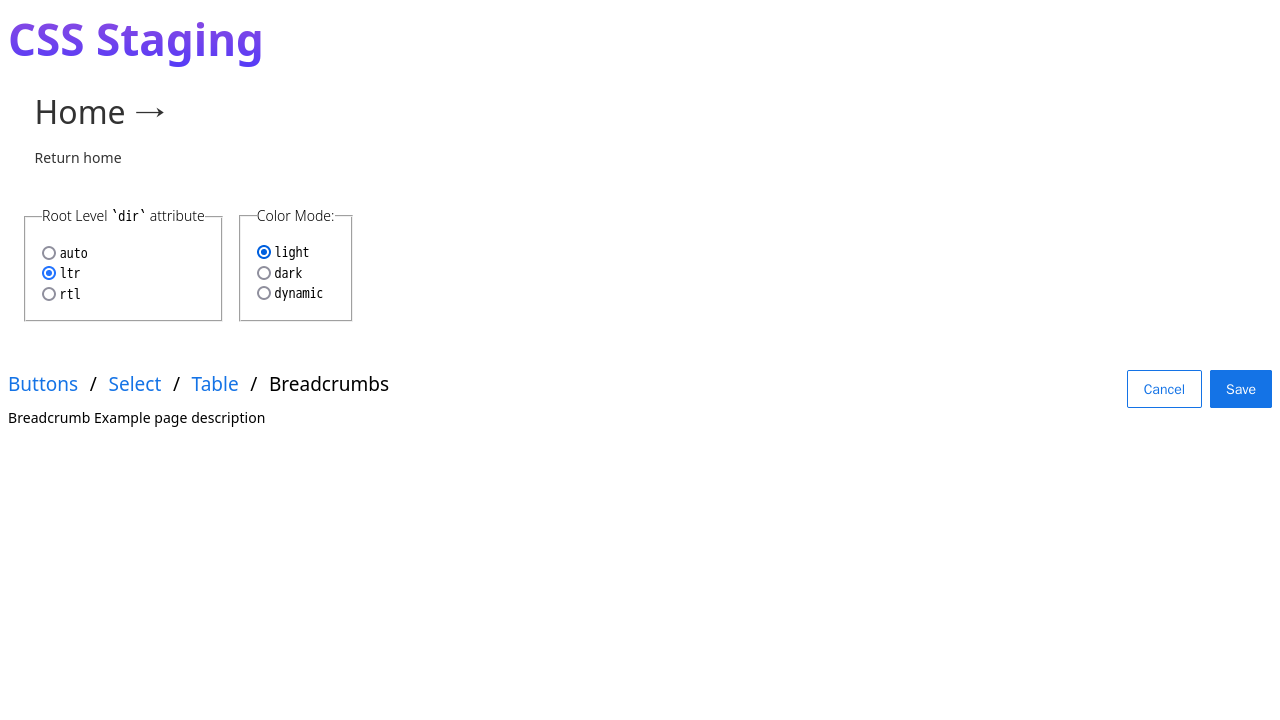 CSS Staging
Home →
Return home
Root Level `dir` attribute
auto
ltr
rtl
Color Mode:
light
dark
dynamic
Buttons / Select / Table / Breadcrumbs
Cancel
Save
Breadcrumb Example page description